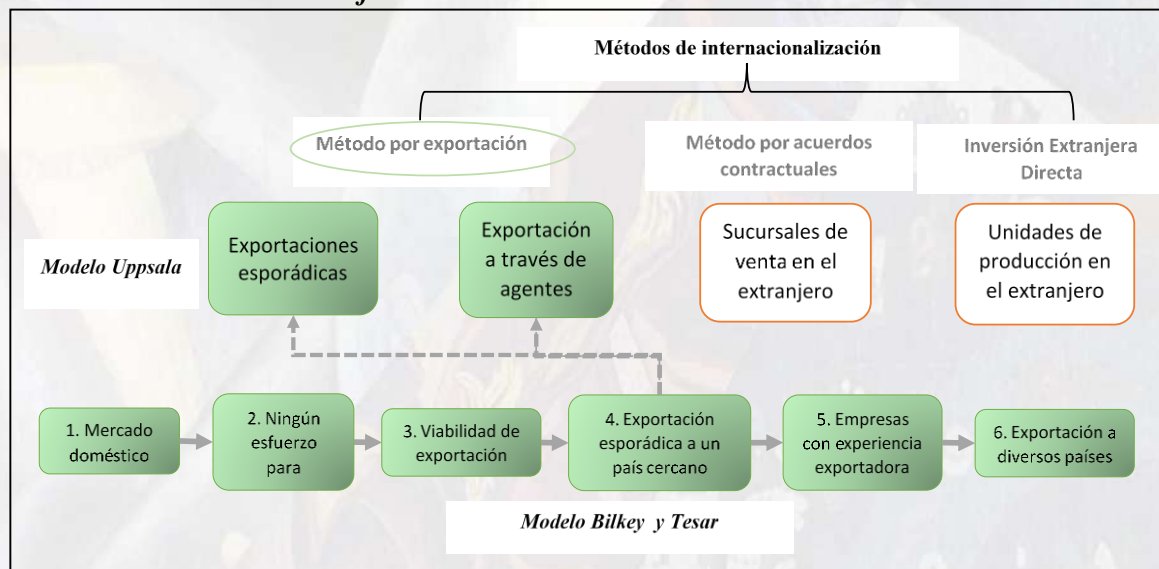 Métodos de internacionalización
Método por exportación
Método por acuerdos
contractuales
Inversión Extranjera
Directa
Modelo Uppsala
Exportaciones
esporádicas
Exportación
a través de
agentes
Sucursales de
venta en el
extranjero
Unidades de
producción en
el extranjero
1. Mercado
doméstico
2. Ningún
esfuerzo
para
3. Viabilidad de
exportación
4. Exportación
esporádica a un
país cercano
5. Empresas
con experiencia
exportadora
6. Exportación a
diversos países
Modelo Bilkey y Tesar